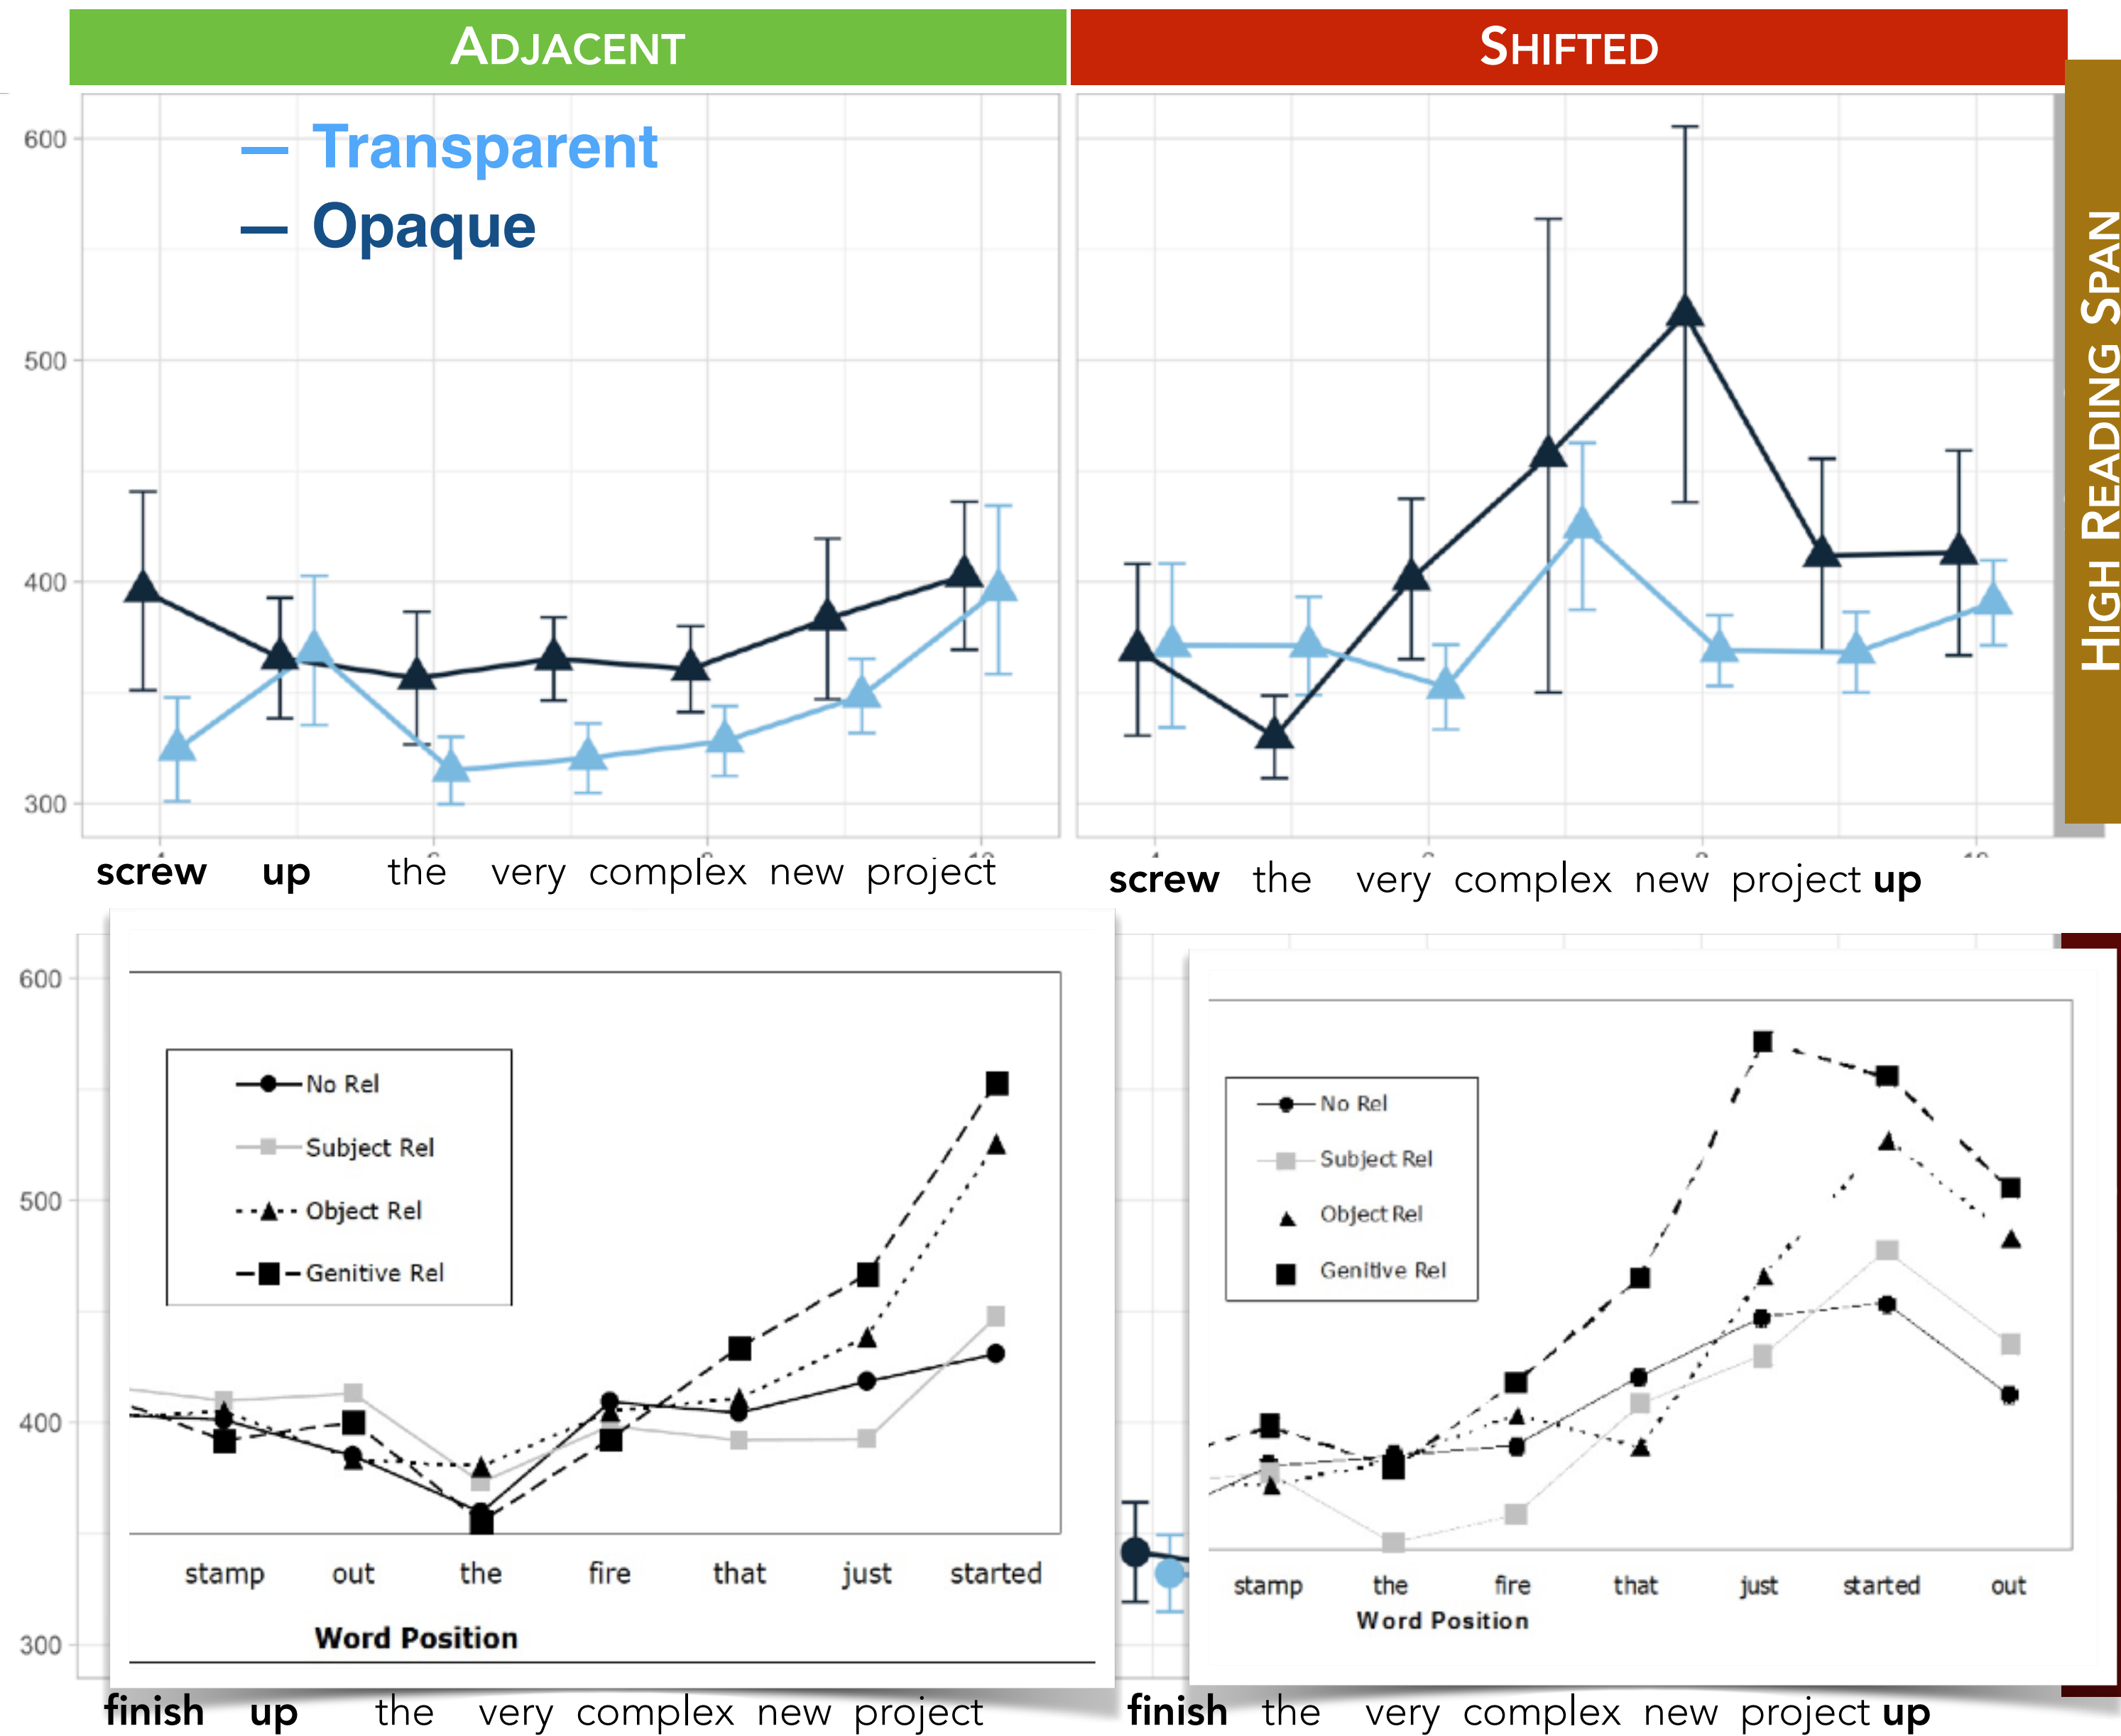 ADJACENT
SHIFTED
HIGH READING SPAN
— Transparent
— Opaque
600
500
400
300
screw up the very complex new project
screw the very complex new project up
600
500
400
300
No Rel
Subject Rel
Object Rel
Genitive Rel
stamp out the fire that just started
Word Position
No Rel
Subject Rel
Object Rel
Genitive Rel
stamp the fire that just started out
Word Position
finish up the very complex new project
finish the very complex new project up